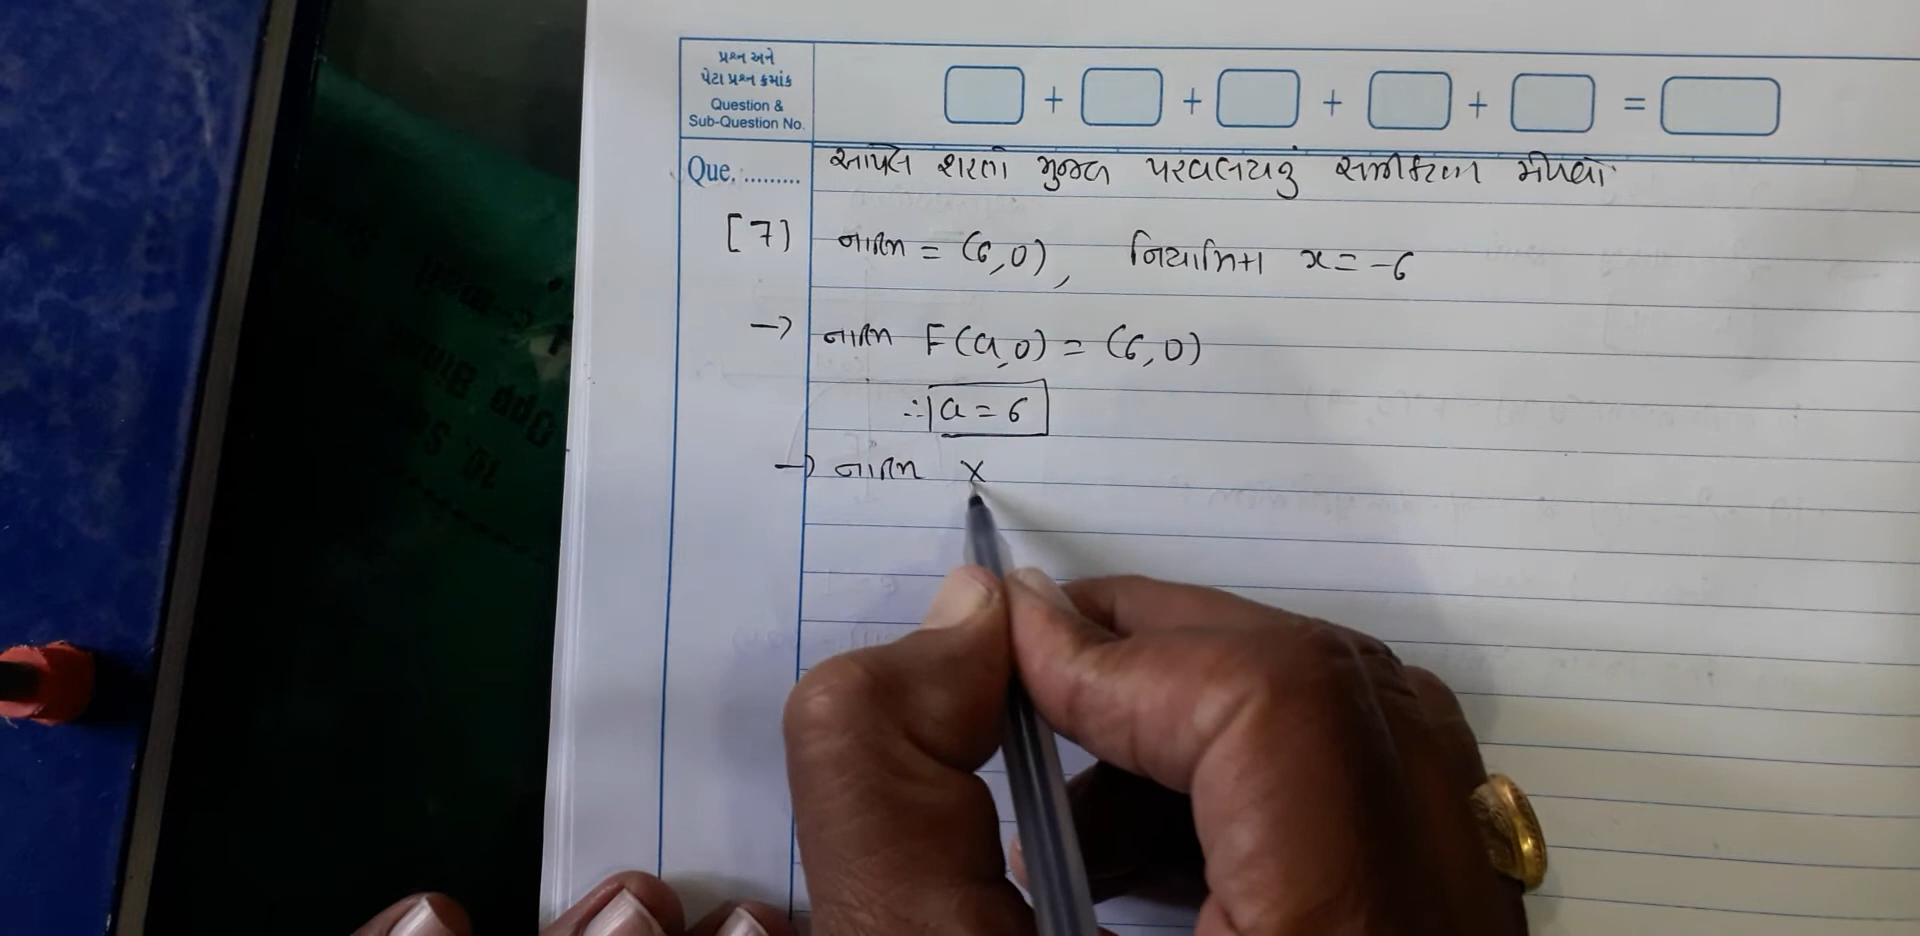 પ્રશ્ન અને
પેટા પ્રશ્ન ક્રમાંક
Question &
Sub-Question No.
+ + + + =
Que. .........
આપેલ શરતો મુજબ પરવલયનું સમીકરણ મેળવો.
[7] નાભિ = (6,0), નિયામિકા x = -6
→ નાભિ F(a,0) = (6,0)
∴ a = 6
→ નાભિ X